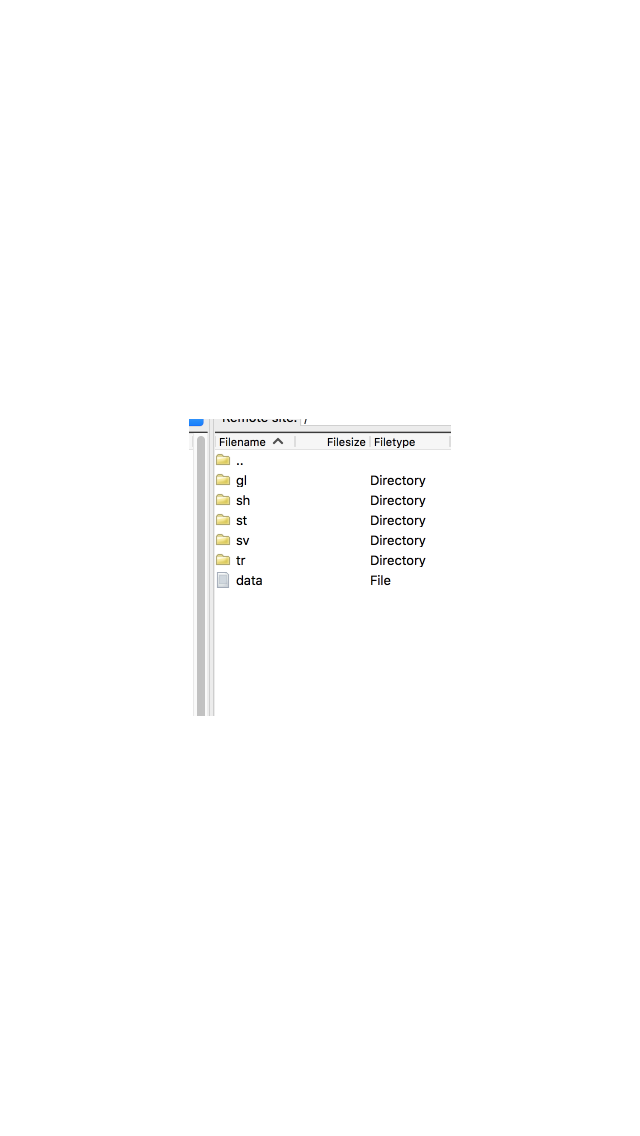 Remote site: /
Filename Filesize Filetype
..
gl Directory
sh Directory
st Directory
sv Directory
tr Directory
data File